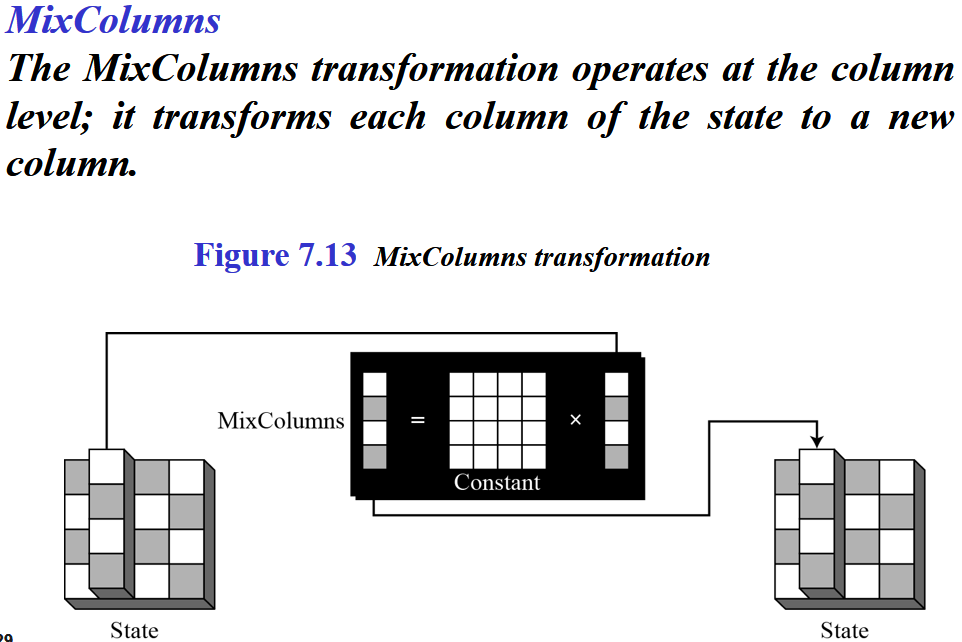 MixColumns
The MixColumns transformation operates at the column
level; it transforms each column of the state to a new
column.
Figure 7.13 MixColumns transformation
MixColumns
=
×
Constant
State
State